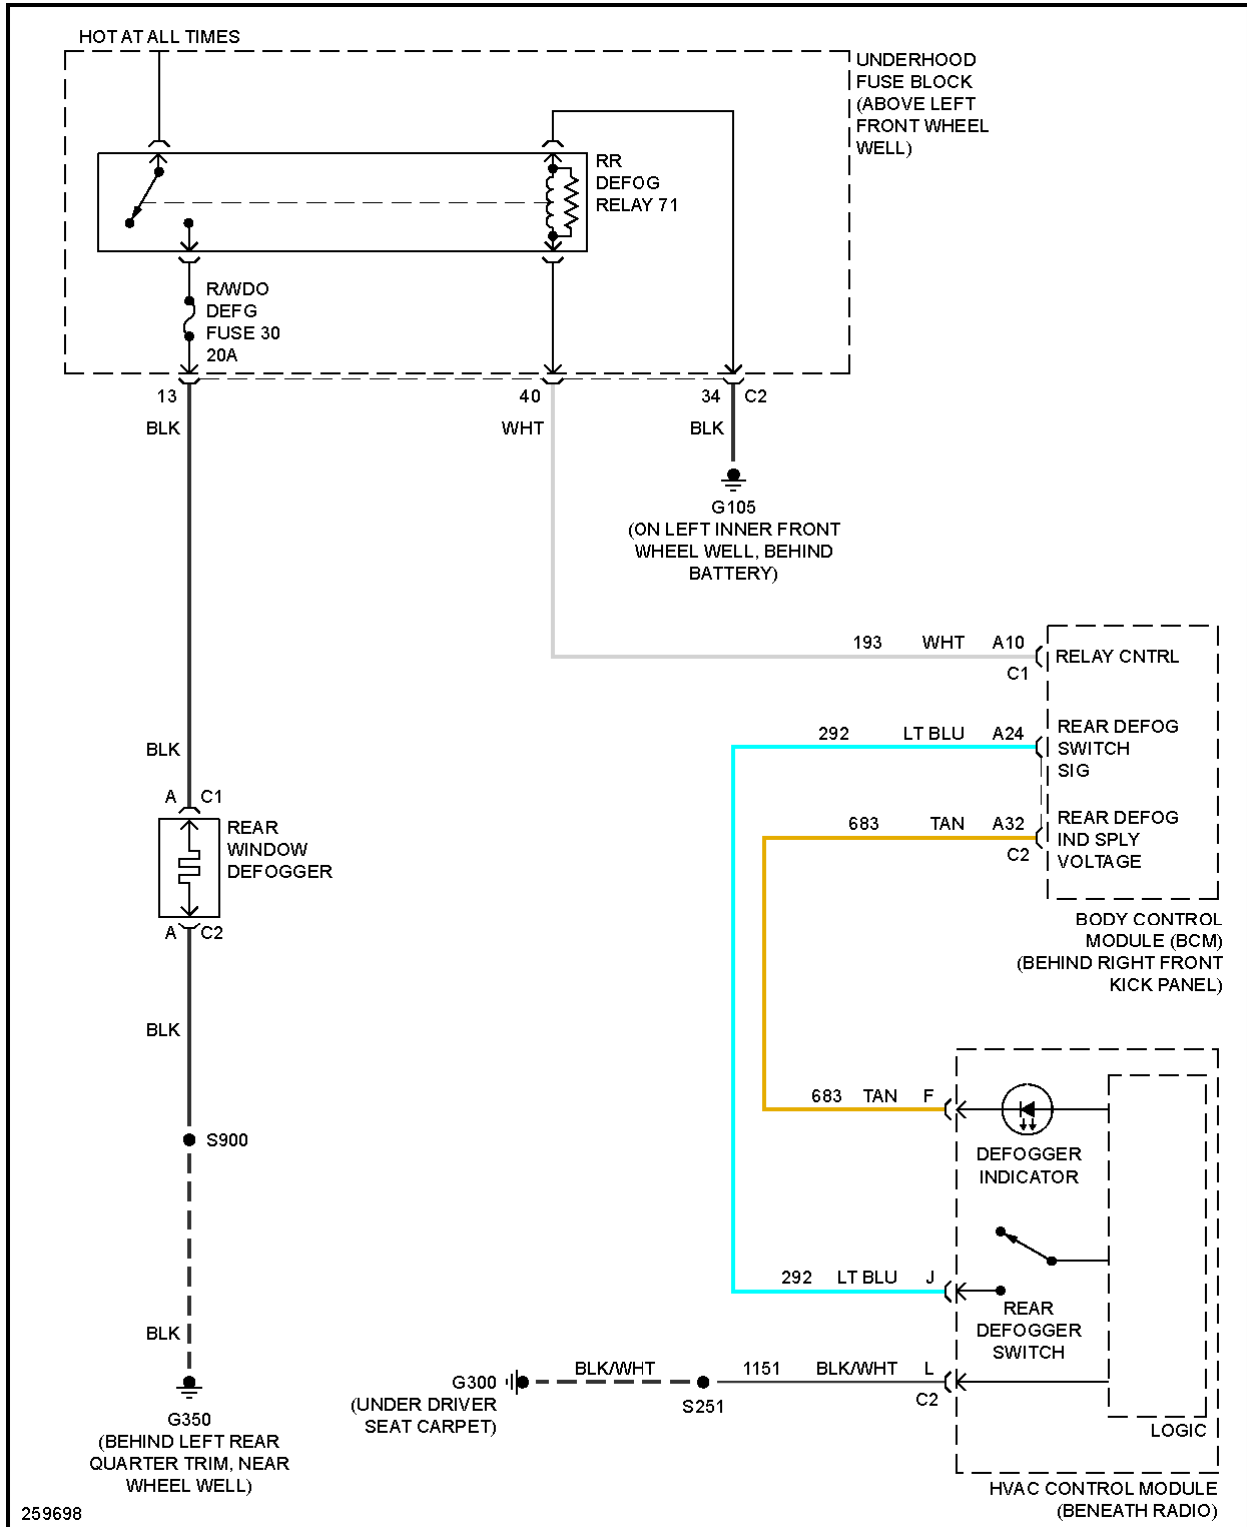 HOT AT ALL TIMES
UNDERHOOD
FUSE BLOCK
(ABOVE LEFT
FRONT WHEEL
WELL)
RR
DEFOG
RELAY 71
R/WDO
DEFG
FUSE 30
20A
13
40
34
C2
BLK
WHT
BLK
G105
(ON LEFT INNER FRONT
WHEEL WELL, BEHIND
BATTERY)
193 WHT A10
C1
RELAY CNTRL
292 LT BLU A24
REAR DEFOG
SWITCH
SIG
683 TAN A32
C2
REAR DEFOG
IND SPLY
VOLTAGE
BODY CONTROL
MODULE (BCM)
(BEHIND RIGHT FRONT
KICK PANEL)
BLK
A C1
REAR
WINDOW
DEFOGGER
A C2
BLK
S900
BLK
G350
(BEHIND LEFT REAR
QUARTER TRIM, NEAR
WHEEL WELL)
683 TAN F
DEFOGGER
INDICATOR
292 LT BLU J
REAR
DEFOGGER
SWITCH
G300
(UNDER DRIVER
SEAT CARPET)
BLK/WHT
S251
1151 BLK/WHT L
C2
LOGIC
HVAC CONTROL MODULE
(BENEATH RADIO)
259698